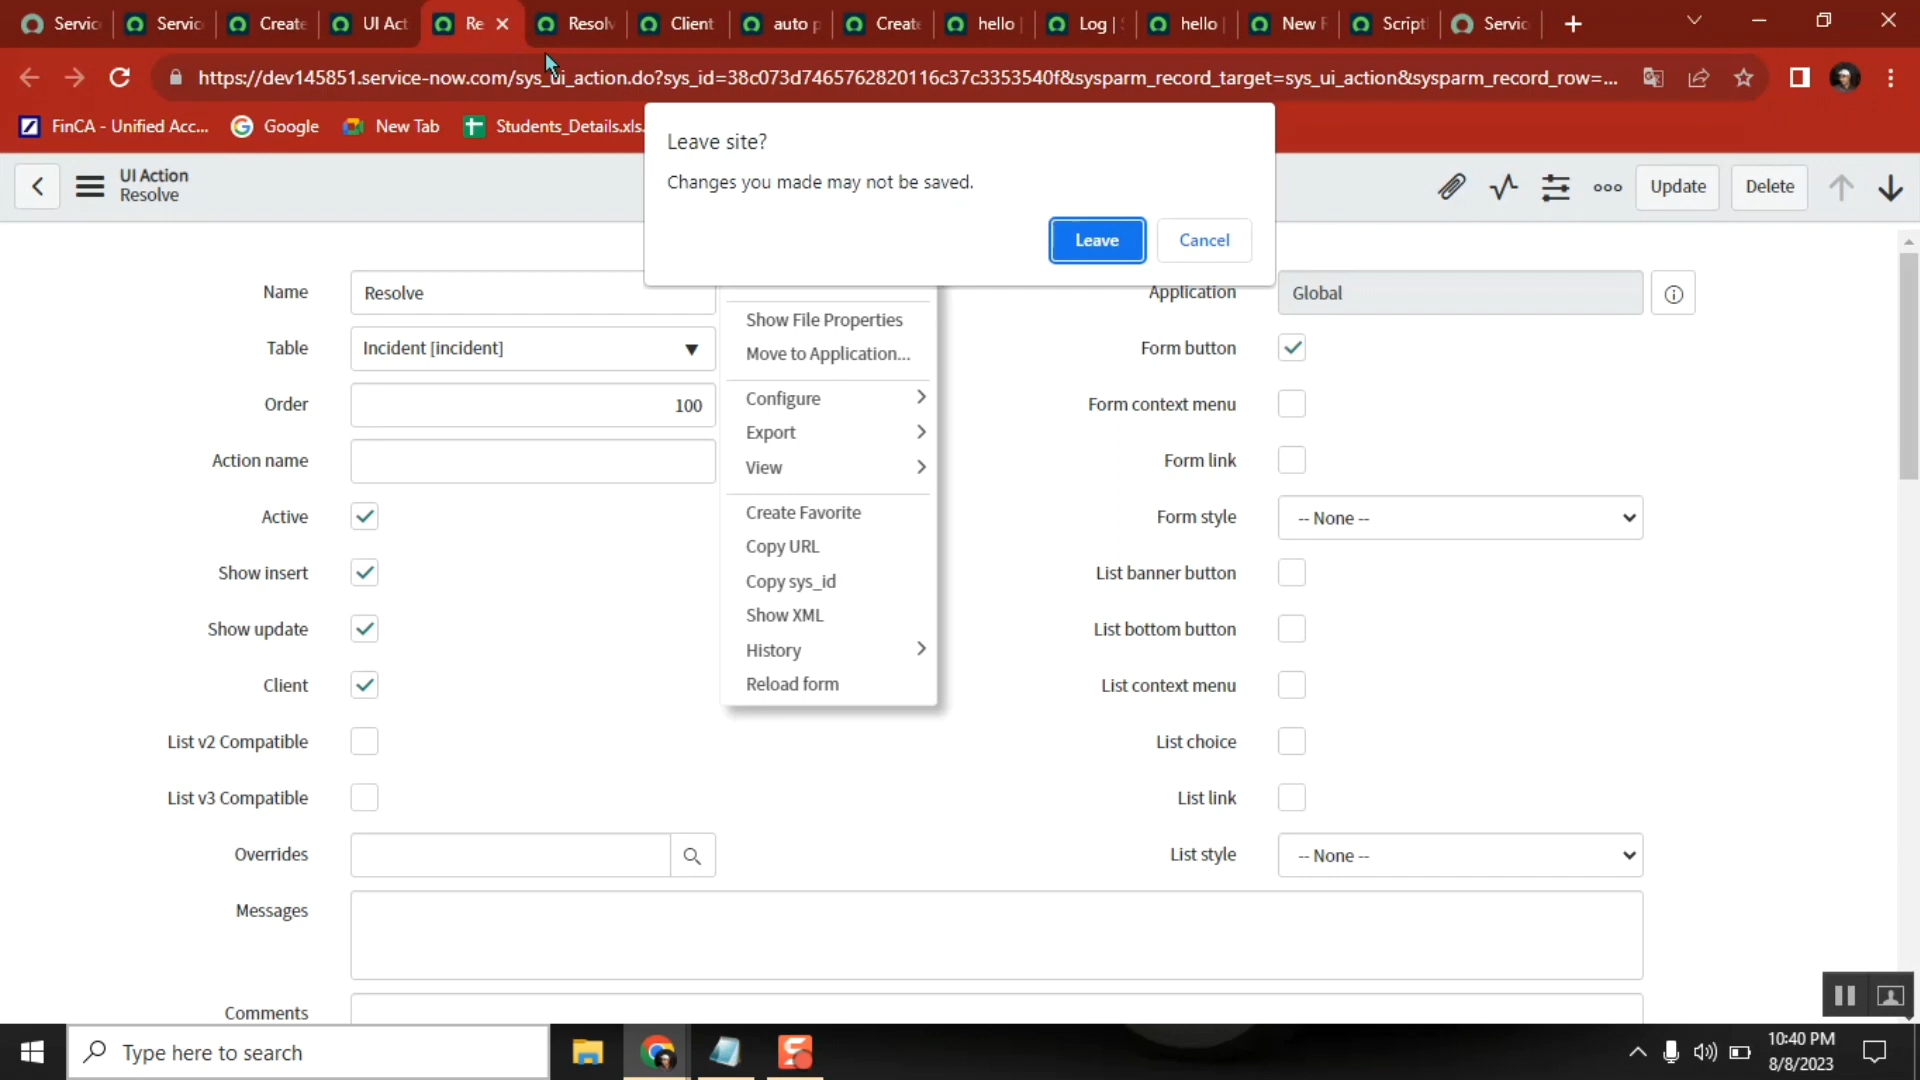 Servic
Servic
Create
UI Act
Re
Resolv
Client
auto p
Create
hello
Log |
hello
New
Script
Servic
https://dev145851.service-now.com/sys_ui_action.do?sys_id=38c073d7465762820116c37c3353540f&sysparm_record_target=sys_ui_action&sysparm_record_row=...
FinCA - Unified Acc...
Google
New Tab
Students_Details.xls.
Leave site?
Changes you made may not be saved.
Leave
Cancel
UI Action
Resolve
Update
Delete
Name
Resolve
Application
Global
Show File Properties
Table
Incident [incident]
Move to Application...
Form button
Order
100
Configure
Form context menu
Export
Action name
View
Form link
Active
Create Favorite
Form style
-- None --
Copy URL
Show insert
Copy sys_id
List banner button
Show update
Show XML
List bottom button
History
Client
Reload form
List context menu
List v2 Compatible
List choice
List v3 Compatible
List link
Overrides
List style
-- None --
Messages
Comments
Type here to search
10:40 PM
8/8/2023